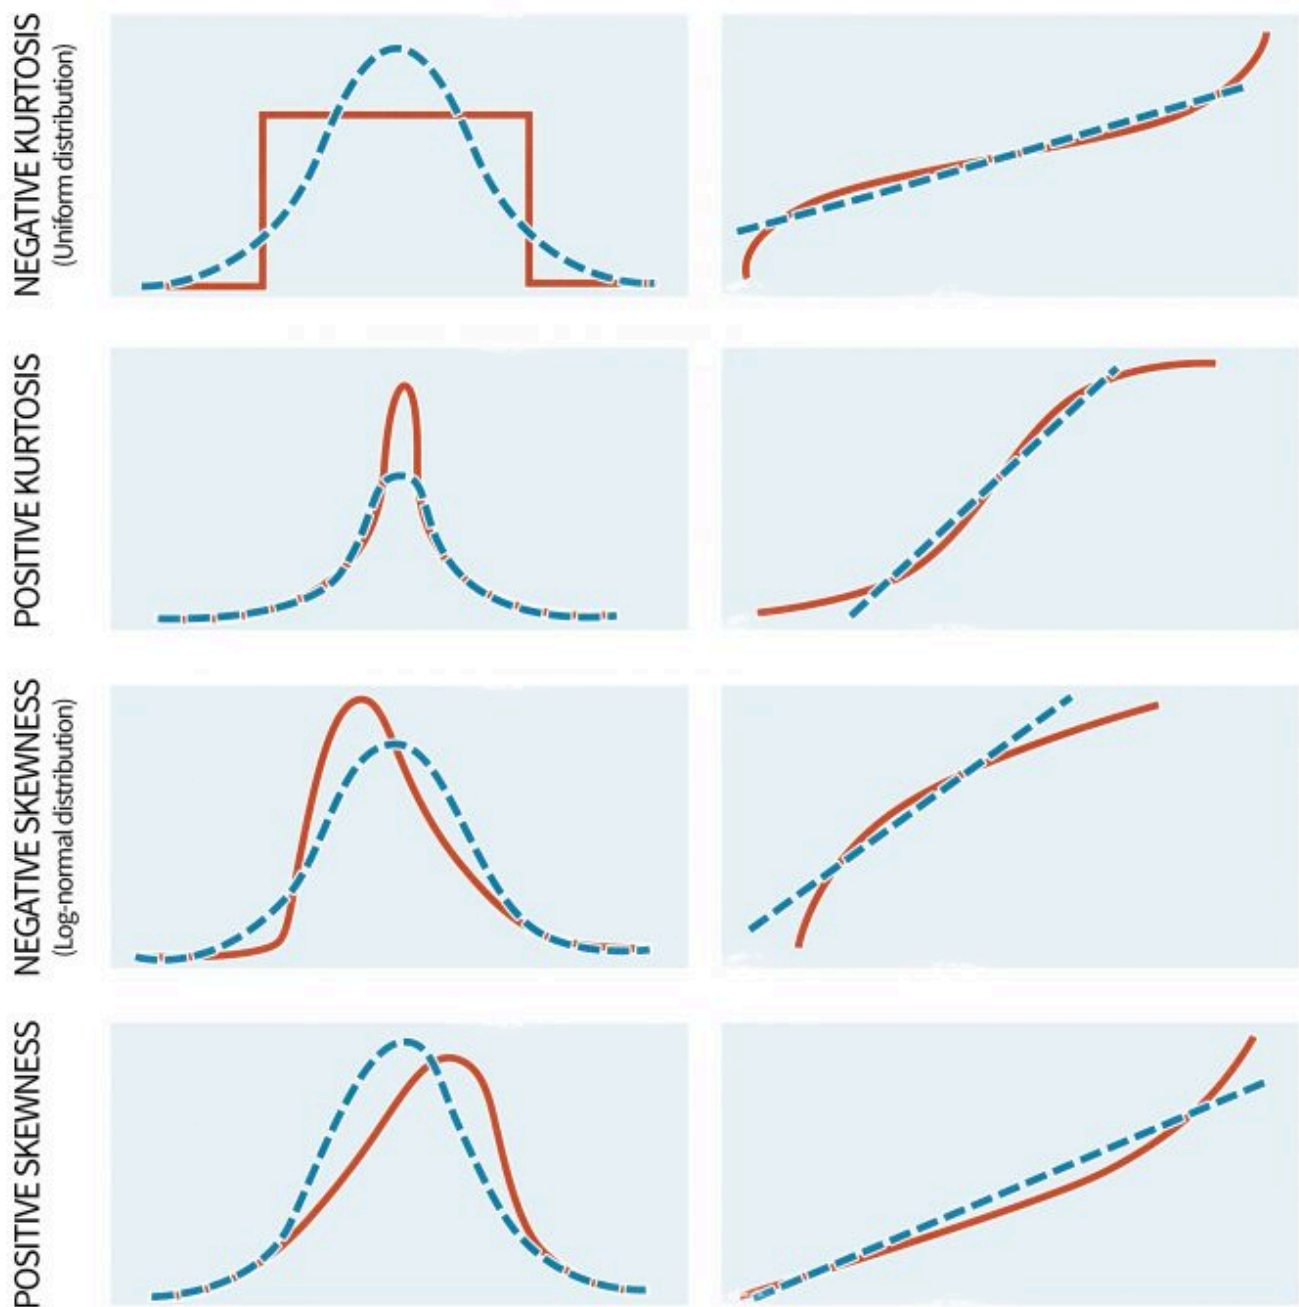 NEGATIVE KURTOSIS
(Uniform distribution)
POSITIVE KURTOSIS
NEGATIVE SKEWNESS
(Log-normal distribution)
POSITIVE SKEWNESS